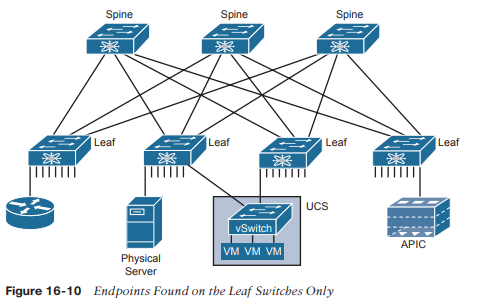 Spine
Spine
Spine
Leaf
Leaf
Leaf
Leaf
UCS
vSwitch
VM VM VM
Physical
Server
APIC
Figure 16-10 Endpoints Found on the Leaf Switches Only